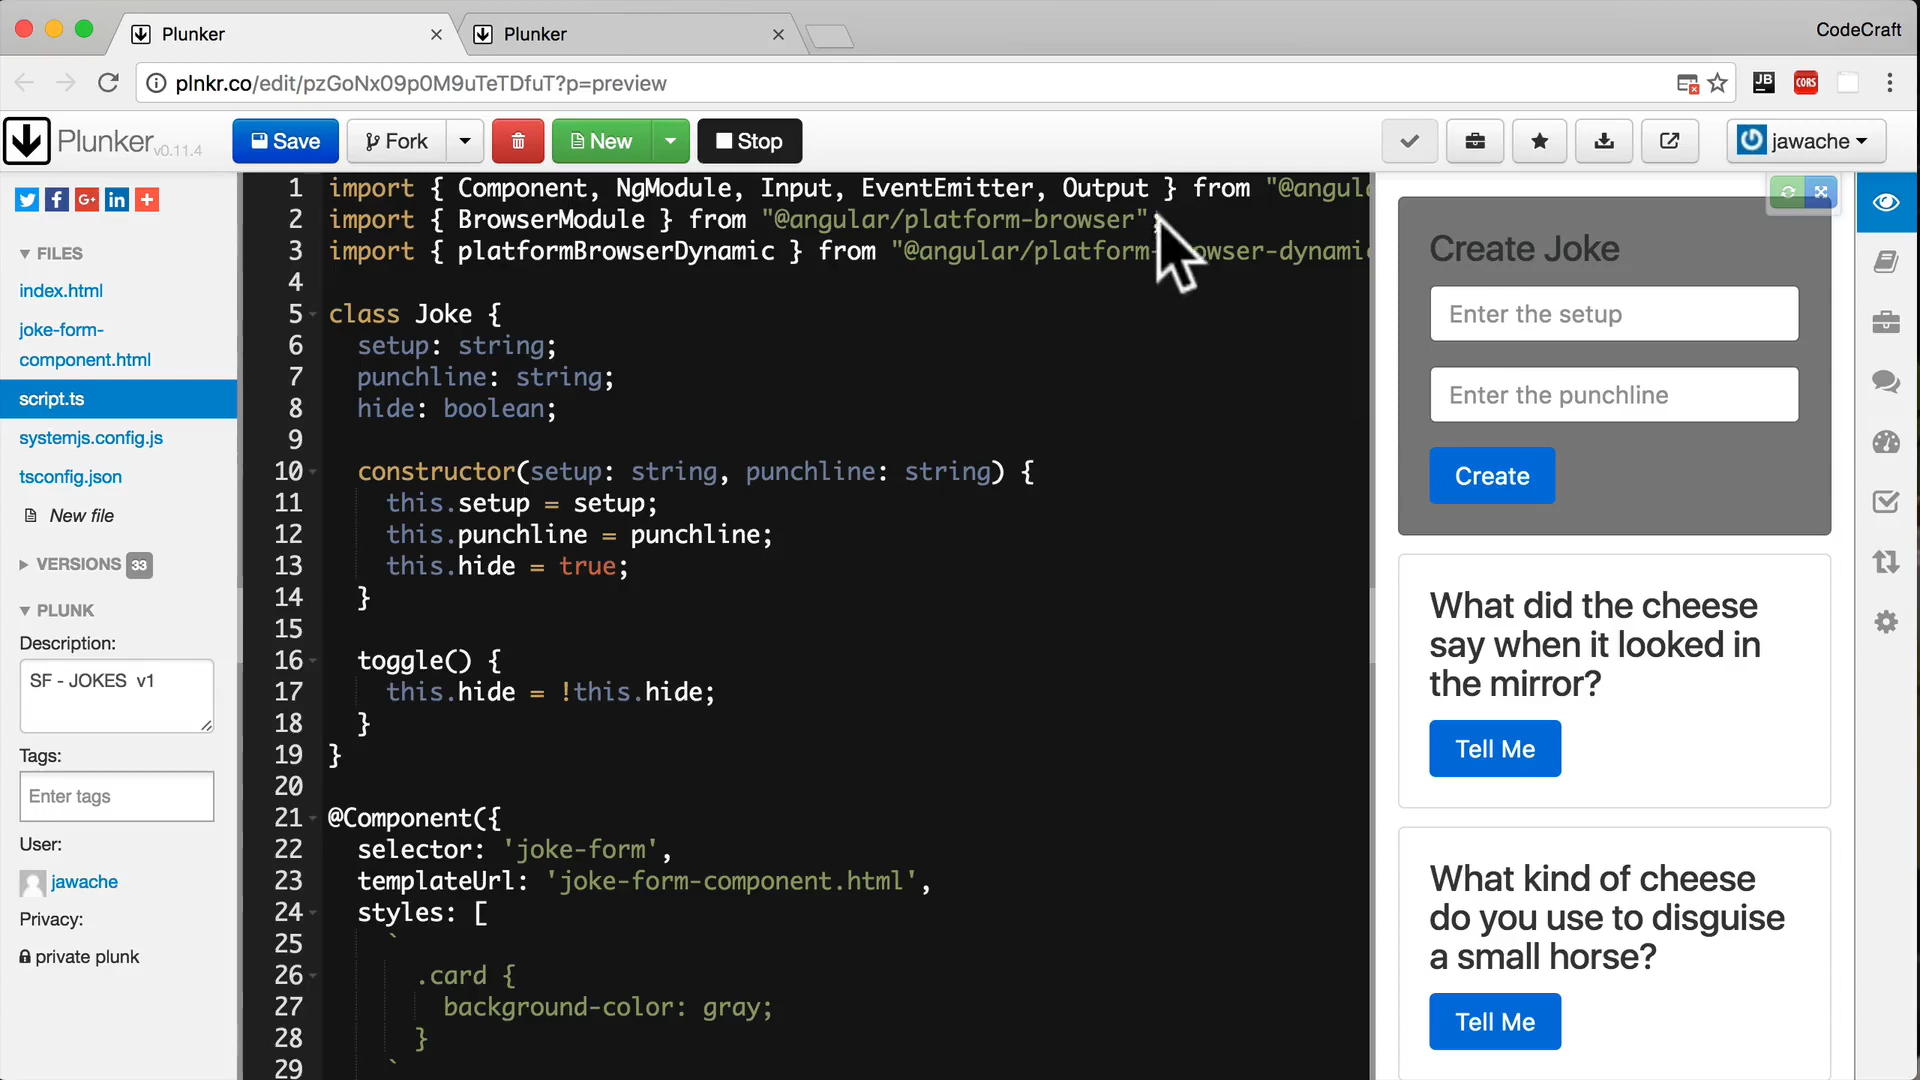 Plunker
Plunker
CodeCraft
plnkr.co/edit/pzGoNx09p0M9uTeTDfuT?p=preview
JB
CORS
Plunker v0.11.4
Save
Fork
New
Stop
jawache
FILES
index.html
joke-form-
component.html
script.ts
systemjs.config.js
tsconfig.json
New file
VERSIONS 33
PLUNK
Description:
SF - JOKES v1
Tags:
Enter tags
User:
jawache
Privacy:
private plunk
1 import { Component, NgModule, Input, EventEmitter, Output } from "@angul
2 import { BrowserModule } from "@angular/platform-browser";
3 import { platformBrowserDynamic } from "@angular/platform- wser-dynami
4
5 class Joke {
6 setup: string;
7 punchline: string;
8 hide: boolean;
9
10 constructor(setup: string, punchline: string) {
11 this.setup = setup;
12 this.punchline = punchline;
13 this.hide = true;
14 }
15
16 toggle() {
17 this.hide = !this.hide;
18 }
19 }
20
21 @Component({
22 selector: 'joke-form',
23 templateUrl: 'joke-form-component.html',
24 styles: [
25 `
26 .card {
27 background-color: gray;
28 }
29 `
Create Joke
Enter the setup
Enter the punchline
Create
What did the cheese
say when it looked in
the mirror?
Tell Me
What kind of cheese
do you use to disguise
a small horse?
Tell Me